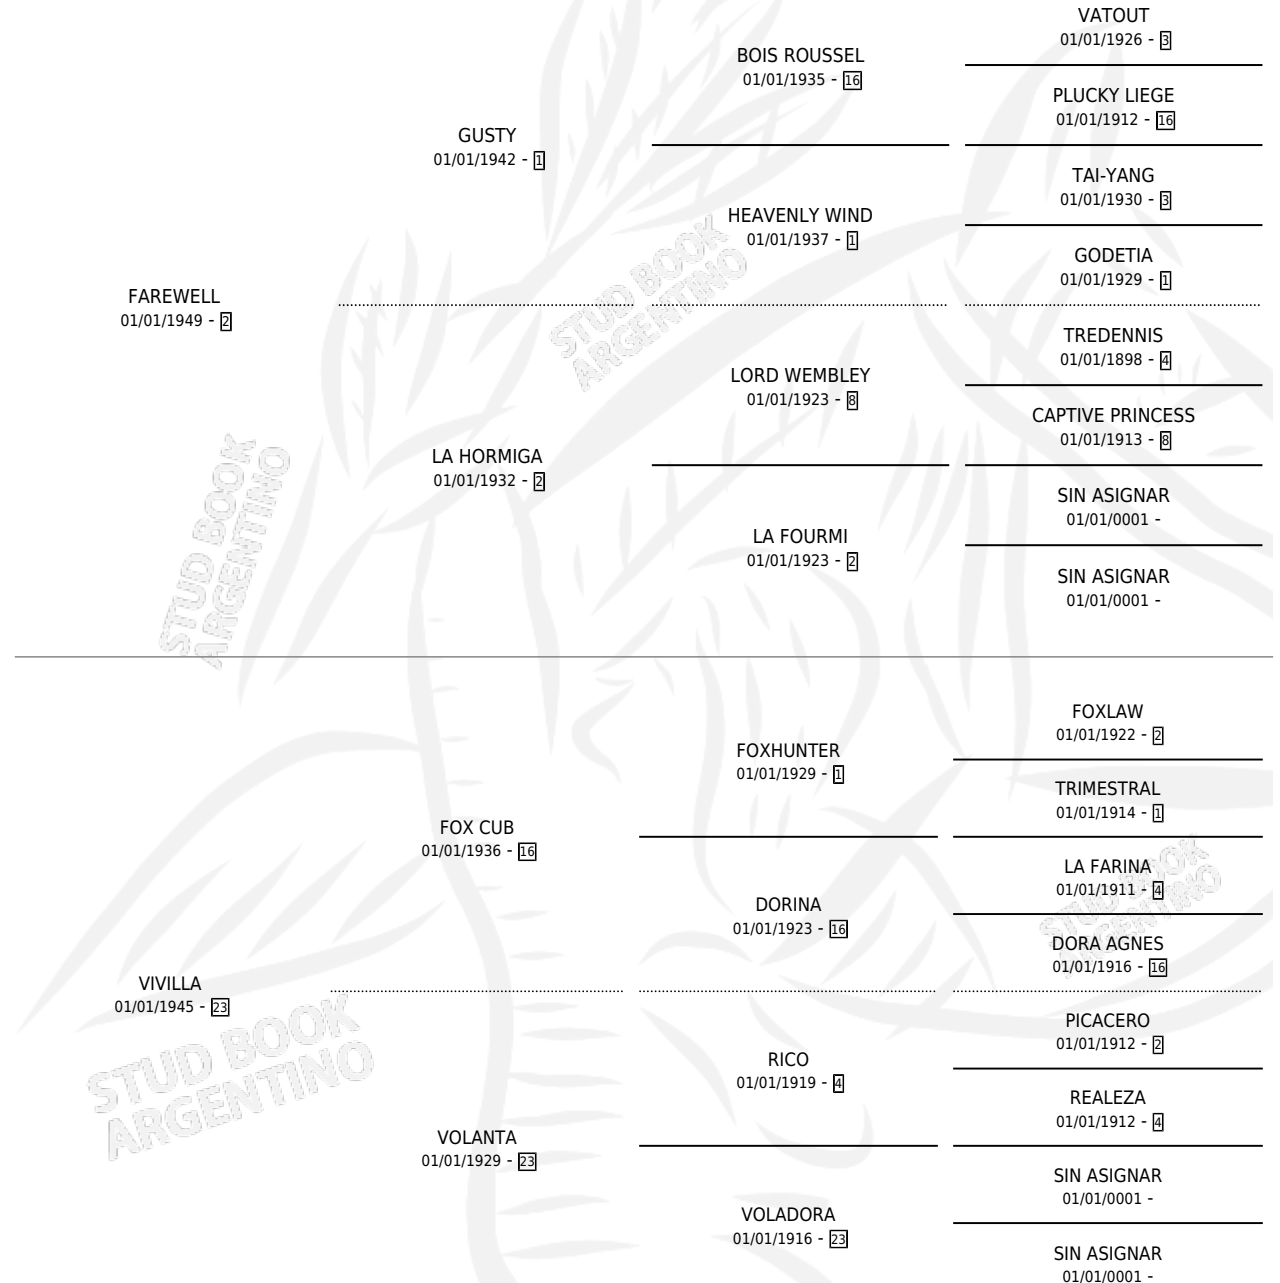 VATOUT
01/01/1926 - 3
BOIS ROUSSEL
01/01/1935 - 16
PLUCKY LIEGE
01/01/1912 - 16
GUSTY
01/01/1942 - 1
TAI-YANG
01/01/1930 - 3
HEAVENLY WIND
01/01/1937 - 1
GODETIA
01/01/1929 - 1
FAREWELL
01/01/1949 - 2
TREDENNIS
01/01/1898 - 4
LORD WEMBLEY
01/01/1923 - 8
CAPTIVE PRINCESS
01/01/1913 - 8
LA HORMIGA
01/01/1932 - 2
SIN ASIGNAR
01/01/0001 -
LA FOURMI
01/01/1923 - 2
SIN ASIGNAR
01/01/0001 -
STUD BOOK
ARGENTINO
STUD BOOK
ARGENTINO
FOXLAW
01/01/1922 - 2
FOXHUNTER
01/01/1929 - 1
TRIMESTRAL
01/01/1914 - 1
FOX CUB
01/01/1936 - 16
LA FARINA
01/01/1911 - 4
DORINA
01/01/1923 - 16
DORA AGNES
01/01/1916 - 16
VIVILLA
01/01/1945 - 23
PICACERO
01/01/1912 - 2
RICO
01/01/1919 - 4
REALEZA
01/01/1912 - 4
VOLANTA
01/01/1929 - 23
SIN ASIGNAR
01/01/0001 -
VOLADORA
01/01/1916 - 23
SIN ASIGNAR
01/01/0001 -
STUD BOOK
ARGENTINO
STUD BOOK
ARGENTINO